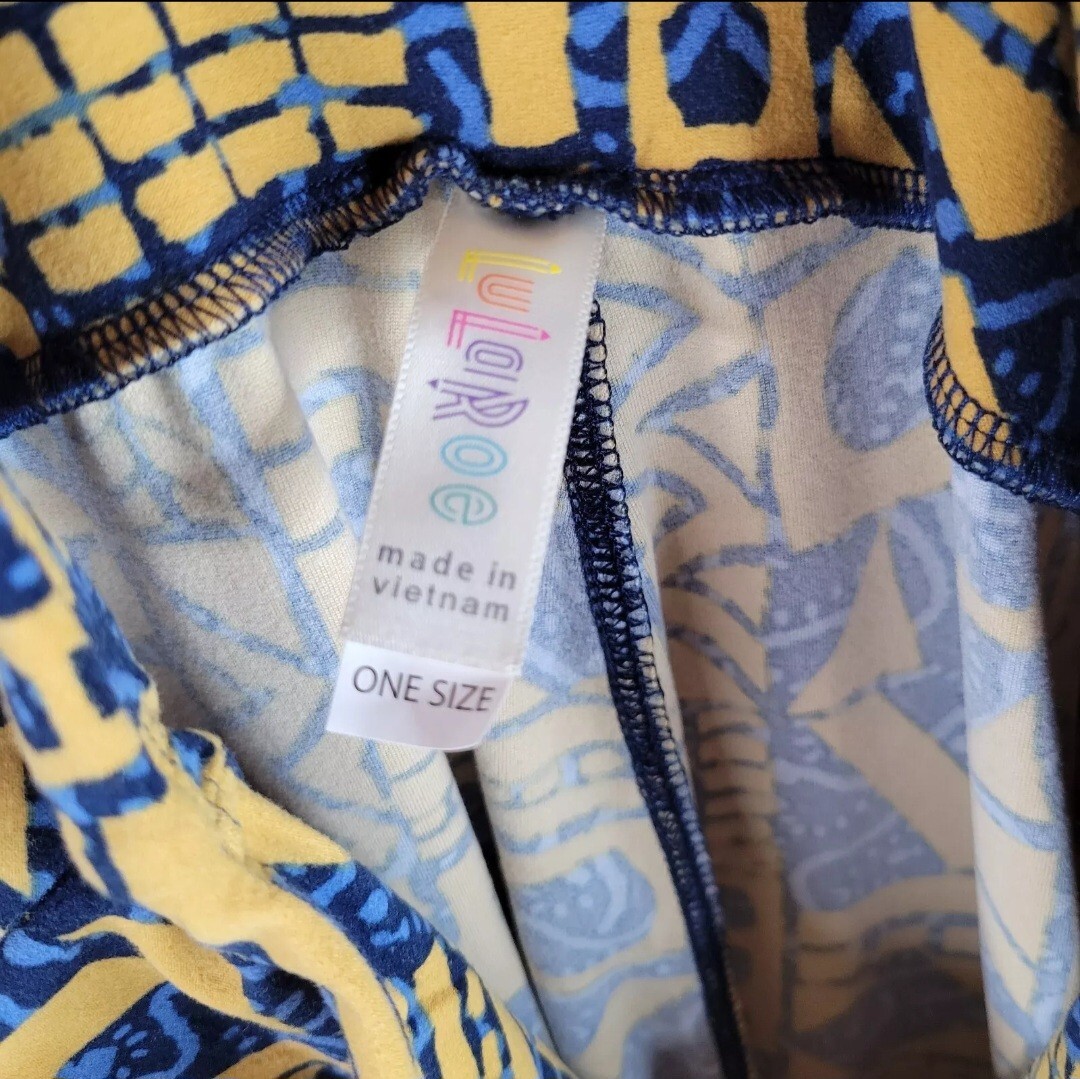 LuLaRoe
made in
vietnam
ONE SIZE